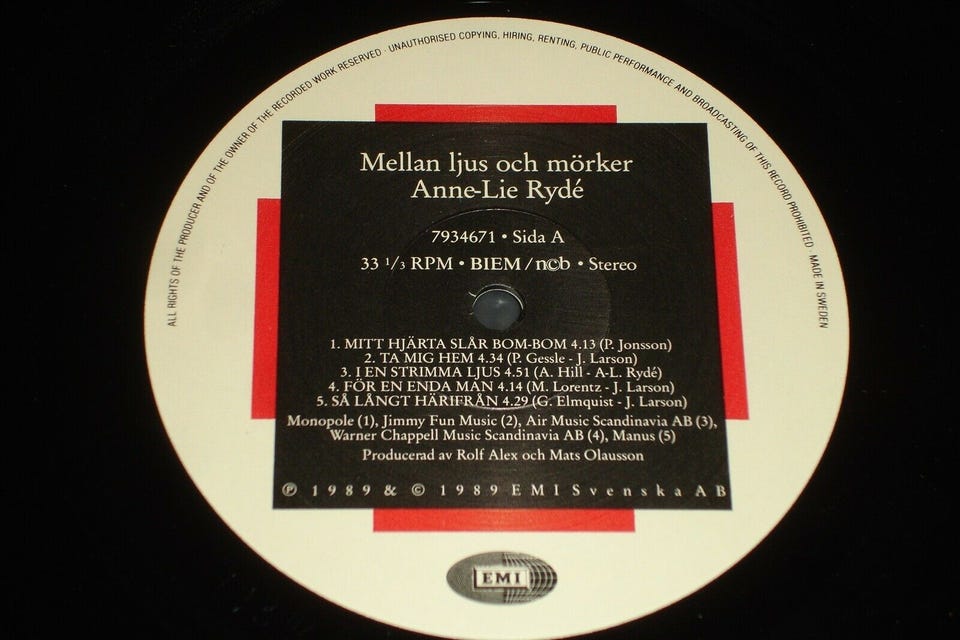 ALL RIGHTS OF THE PRODUCER AND OF THE OWNER OF THE RECORDED WORK RESERVED · UNAUTHORISED COPYING, HIRING, RENTING, PUBLIC PERFORMANCE AND BROADCASTING OF THIS RECORD PROHIBITED · MADE IN SWEDEN
Mellan ljus och mörker
Anne-Lie Rydé
7934671 • Sida A
33 1/3 RPM • BIEM / n©b • Stereo
1. MITT HJÄRTA SLÅR BOM-BOM 4.13 (P. Jonsson)
2. TA MIG HEM 4.34 (P. Gessle - J. Larson)
3. I EN STRIMMA LJUS 4.51 (A. Hill - A-L. Rydé)
4. FÖR EN ENDA MAN 4.14 (M. Lorentz - J. Larson)
5. SÅ LÅNGT HÄRIFRÅN 4.29 (G. Elmquist - J. Larson)
Monopole (1), Jimmy Fun Music (2), Air Music Scandinavia AB (3),
Warner Chappell Music Scandinavia AB (4), Manus (5)
Producerad av Rolf Alex och Mats Olausson
℗ 1989 & © 1989 EMI Svenska AB
EMI